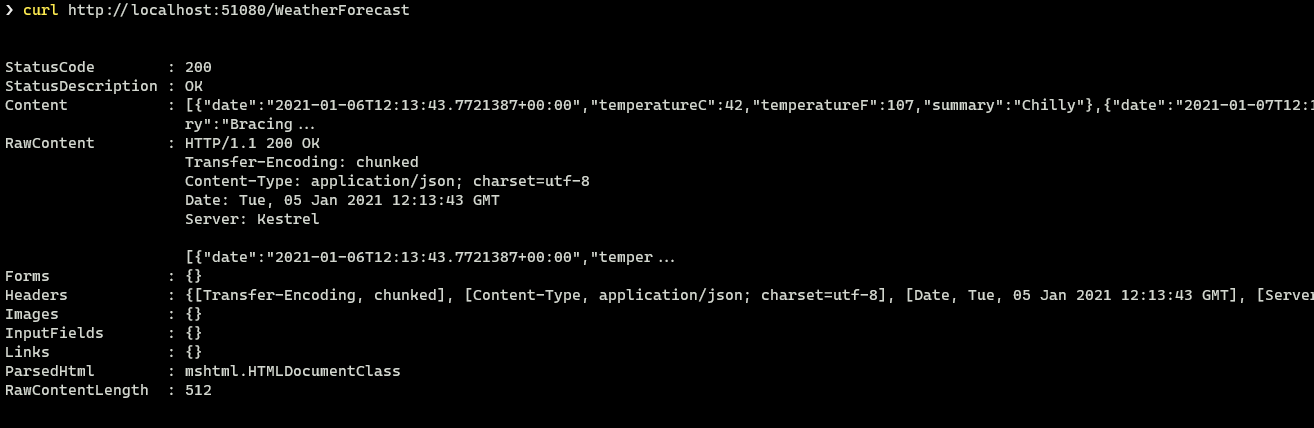 ❯ curl http://localhost:51080/WeatherForecast
StatusCode        : 200
StatusDescription : OK
Content           : [{"date":"2021-01-06T12:13:43.7721387+00:00","temperatureC":42,"temperatureF":107,"summary":"Chilly"},{"date":"2021-01-07T12:1
                    ry":"Bracing...
RawContent        : HTTP/1.1 200 OK
                    Transfer-Encoding: chunked
                    Content-Type: application/json; charset=utf-8
                    Date: Tue, 05 Jan 2021 12:13:43 GMT
                    Server: Kestrel
                    [{"date":"2021-01-06T12:13:43.7721387+00:00","temper...
Forms             : {}
Headers           : {[Transfer-Encoding, chunked], [Content-Type, application/json; charset=utf-8], [Date, Tue, 05 Jan 2021 12:13:43 GMT], [Server
Images            : {}
InputFields       : {}
Links             : {}
ParsedHtml        : mshtml.HTMLDocumentClass
RawContentLength  : 512